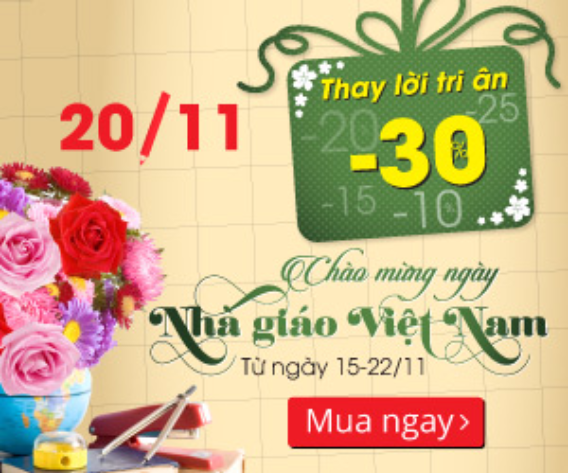 20/11
Thay lời tri ân
-20
-25
-30%
-15
-10
Chào mừng ngày
Nhà giáo Việt Nam
Từ ngày 15-22/11
Mua ngay>